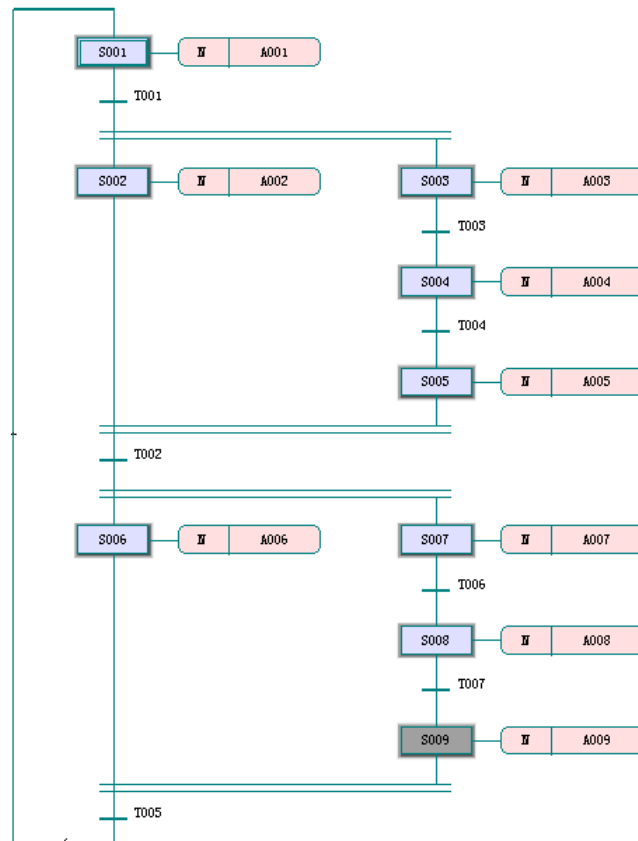 S001 N A001
T001
S002 N A002 S003 N A003
T003
S004 N A004
T004
S005 N A005
T002
S006 N A006 S007 N A007
T006
S008 N A008
T007
S009 N A009
T005